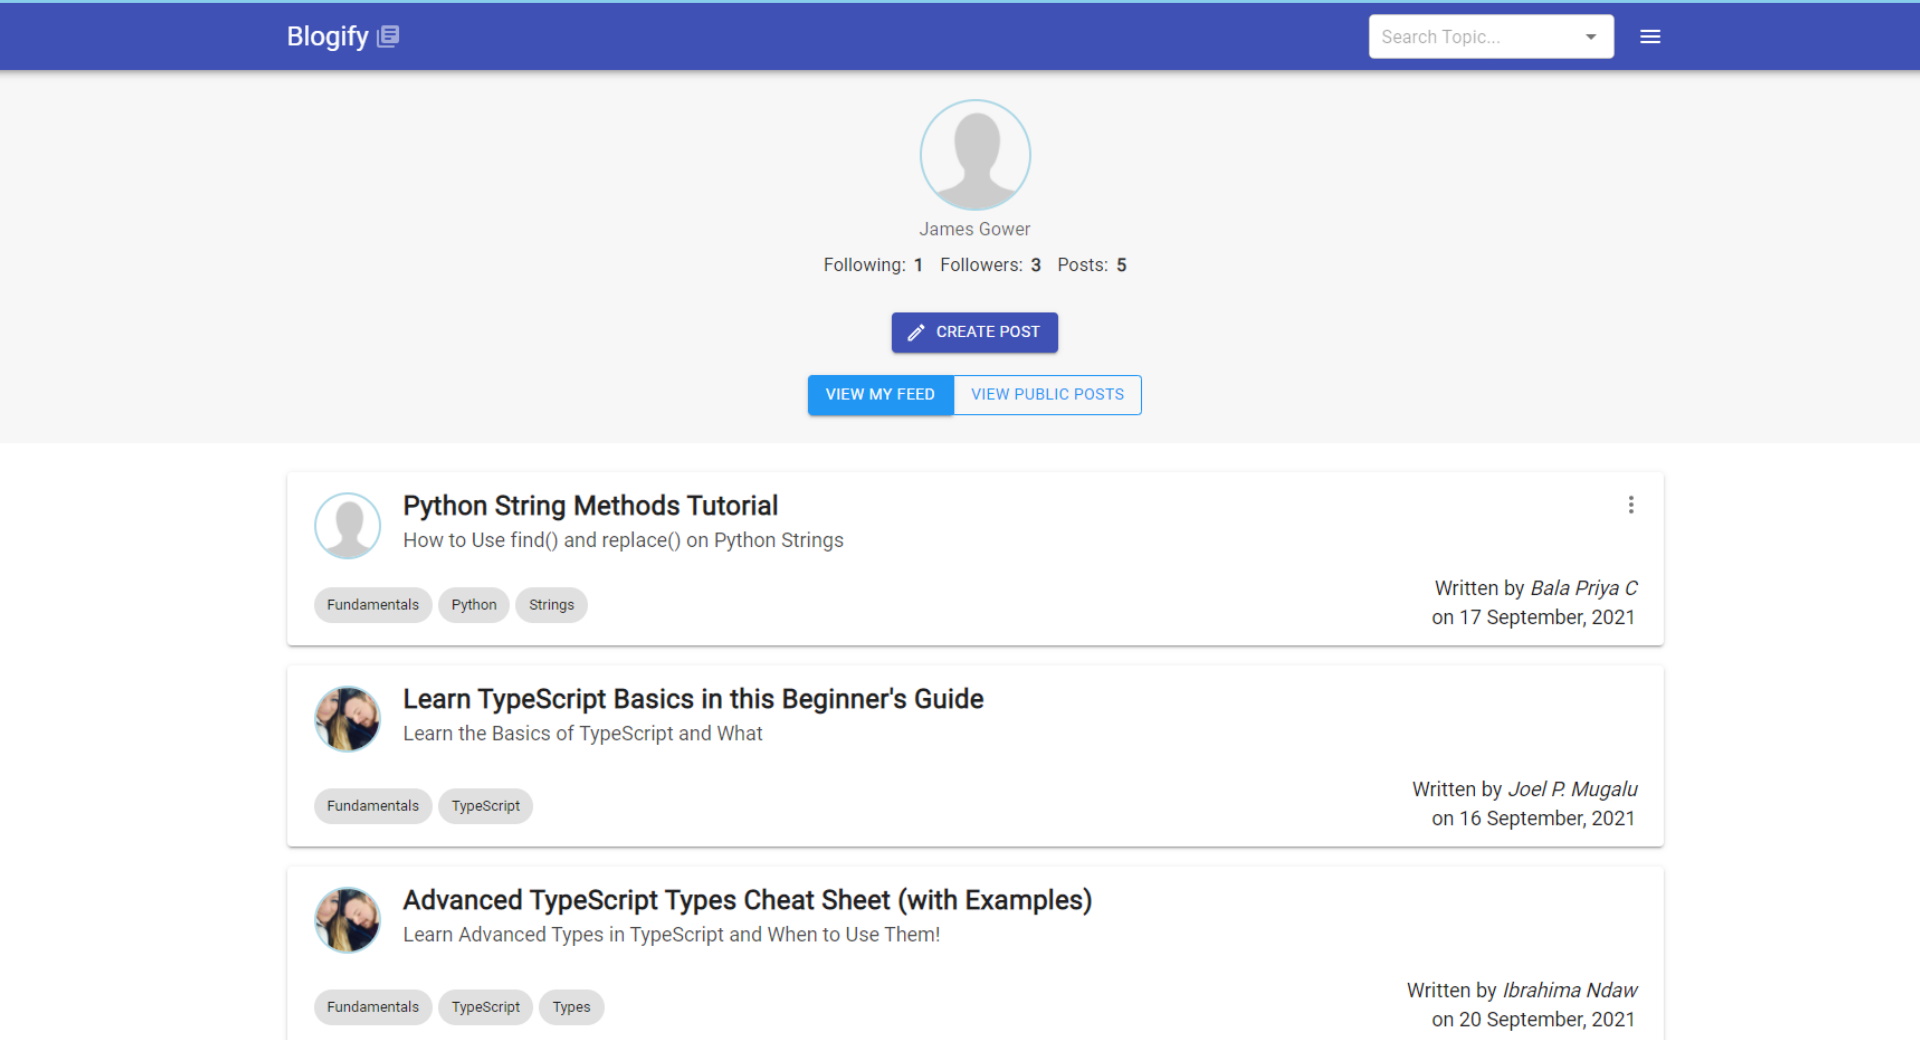 Blogify
Search Topic...
James Gower
Following: 1 Followers: 3 Posts: 5
CREATE POST
VIEW MY FEED VIEW PUBLIC POSTS
Python String Methods Tutorial
How to Use find() and replace() on Python Strings
Fundamentals Python Strings
Written by Bala Priya C
on 17 September, 2021
Learn TypeScript Basics in this Beginner's Guide
Learn the Basics of TypeScript and What
Fundamentals TypeScript
Written by Joel P. Mugalu
on 16 September, 2021
Advanced TypeScript Types Cheat Sheet (with Examples)
Learn Advanced Types in TypeScript and When to Use Them!
Fundamentals TypeScript Types
Written by Ibrahima Ndaw
on 20 September, 2021